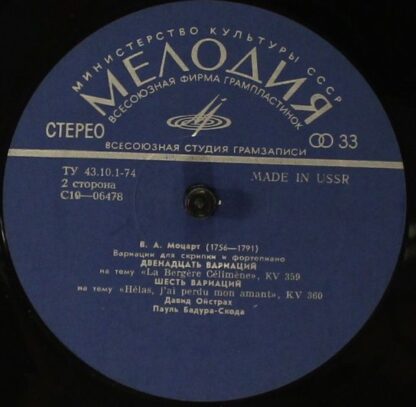 МИНИСТЕРСТВО КУЛЬТУРЫ СССР
МЕЛОДИЯ
ВСЕСОЮЗНАЯ ФИРМА ГРАМПЛАСТИНОК
СТЕРЕО
33
ВСЕСОЮЗНАЯ СТУДИЯ ГРАМЗАПИСИ
ТУ 43.10.1-74
MADE IN USSR
2 сторона
С10—06478
В. А. Моцарт (1756—1791)
Вариации для скрипки и фортепиано
ДВЕНАДЦАТЬ ВАРИАЦИЙ
на тему «La Bergère Célimène», KV 359
ШЕСТЬ ВАРИАЦИЙ
на тему «Hélas, j'ai perdu mon amant», KV 360
Давид Ойстрах
Пауль Бадура-Скода